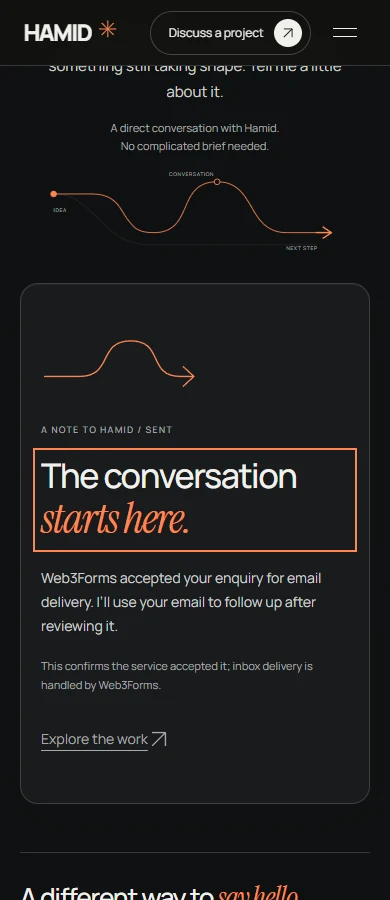 HAMID
Discuss a project
something still taking shape. Tell me a little
about it.
A direct conversation with Hamid.
No complicated brief needed.
CONVERSATION
IDEA
NEXT STEP
A NOTE TO HAMID / SENT
The conversation
starts here.
Web3Forms accepted your enquiry for email
delivery. I'll use your email to follow up after
reviewing it.
This confirms the service accepted it; inbox delivery is
handled by Web3Forms.
Explore the work
A different way to say hello